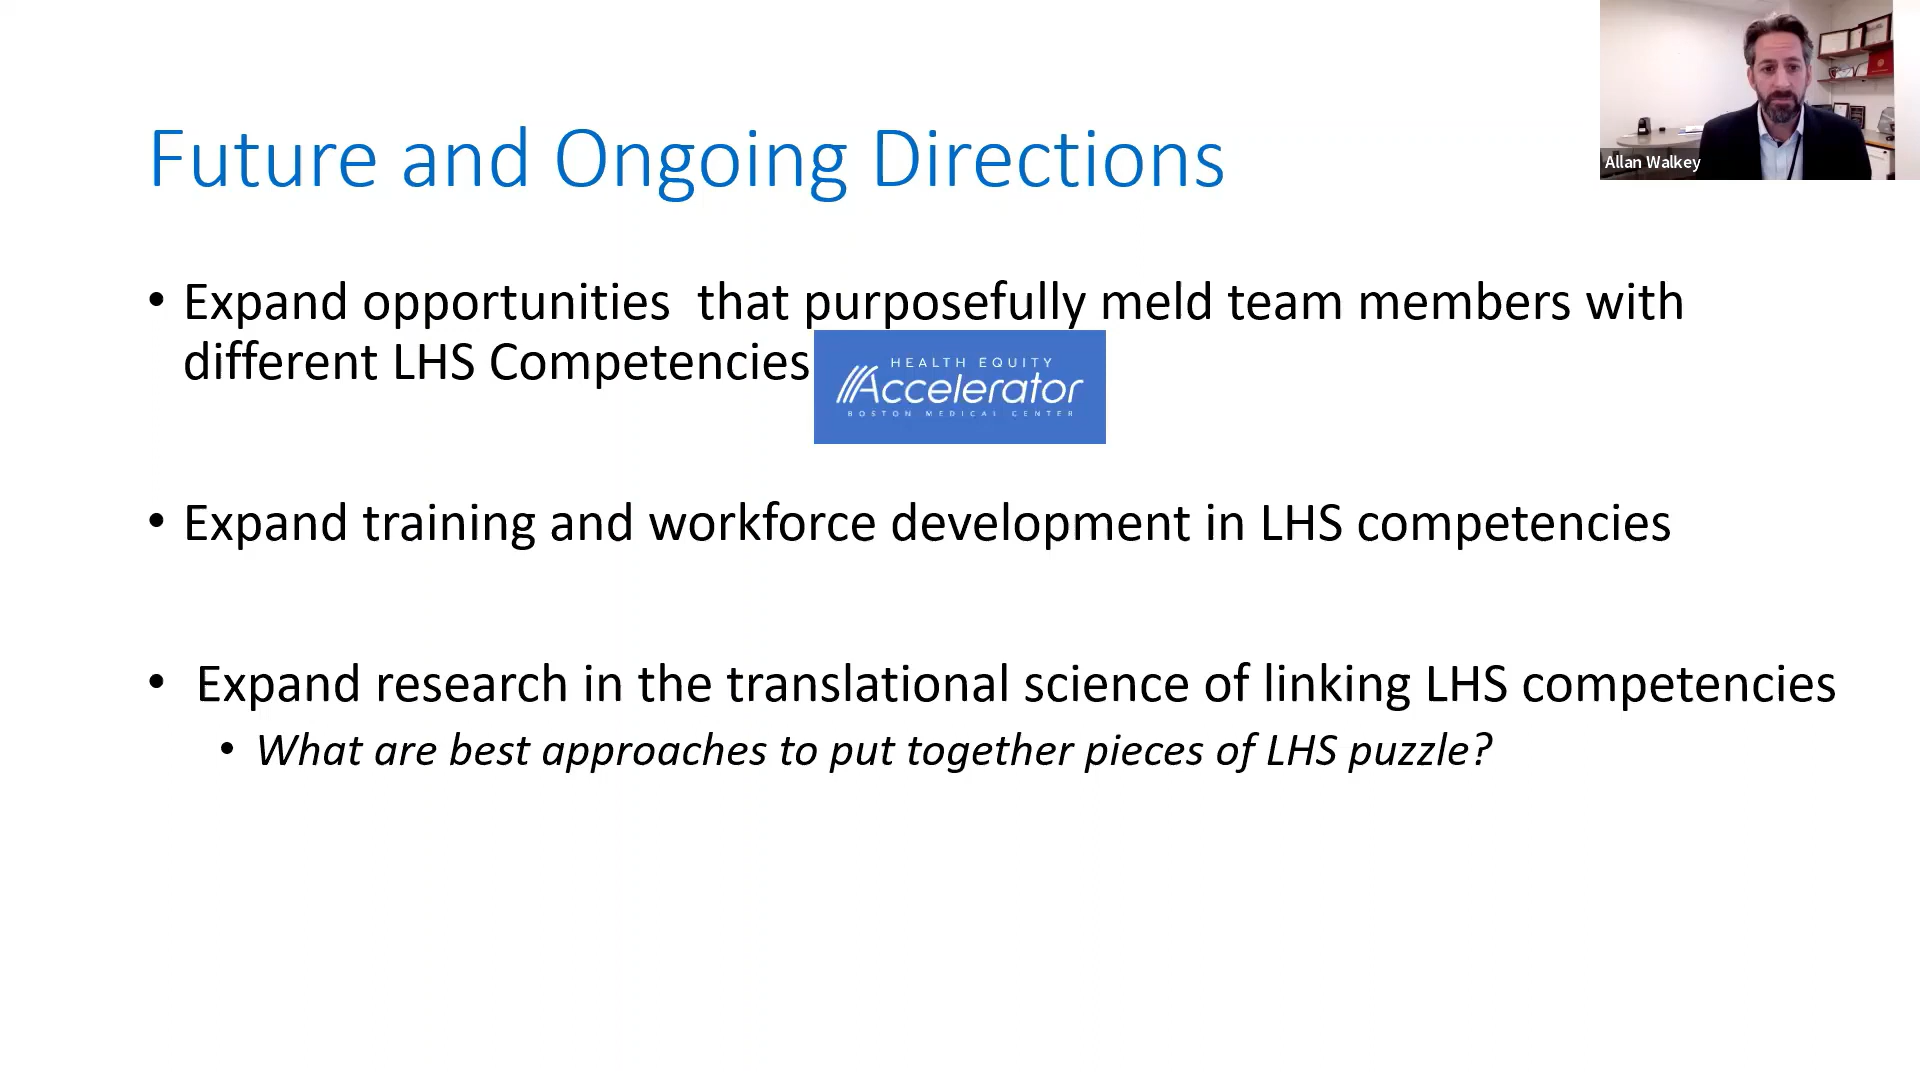 Future and Ongoing Directions
Allan Walkey
• Expand opportunities  that purposefully meld team members with
different LHS Competencies
HEALTH EQUITY
Accelerator
BOSTON MEDICAL CENTER
• Expand training and workforce development in LHS competencies
• Expand research in the translational science of linking LHS competencies
• What are best approaches to put together pieces of LHS puzzle?